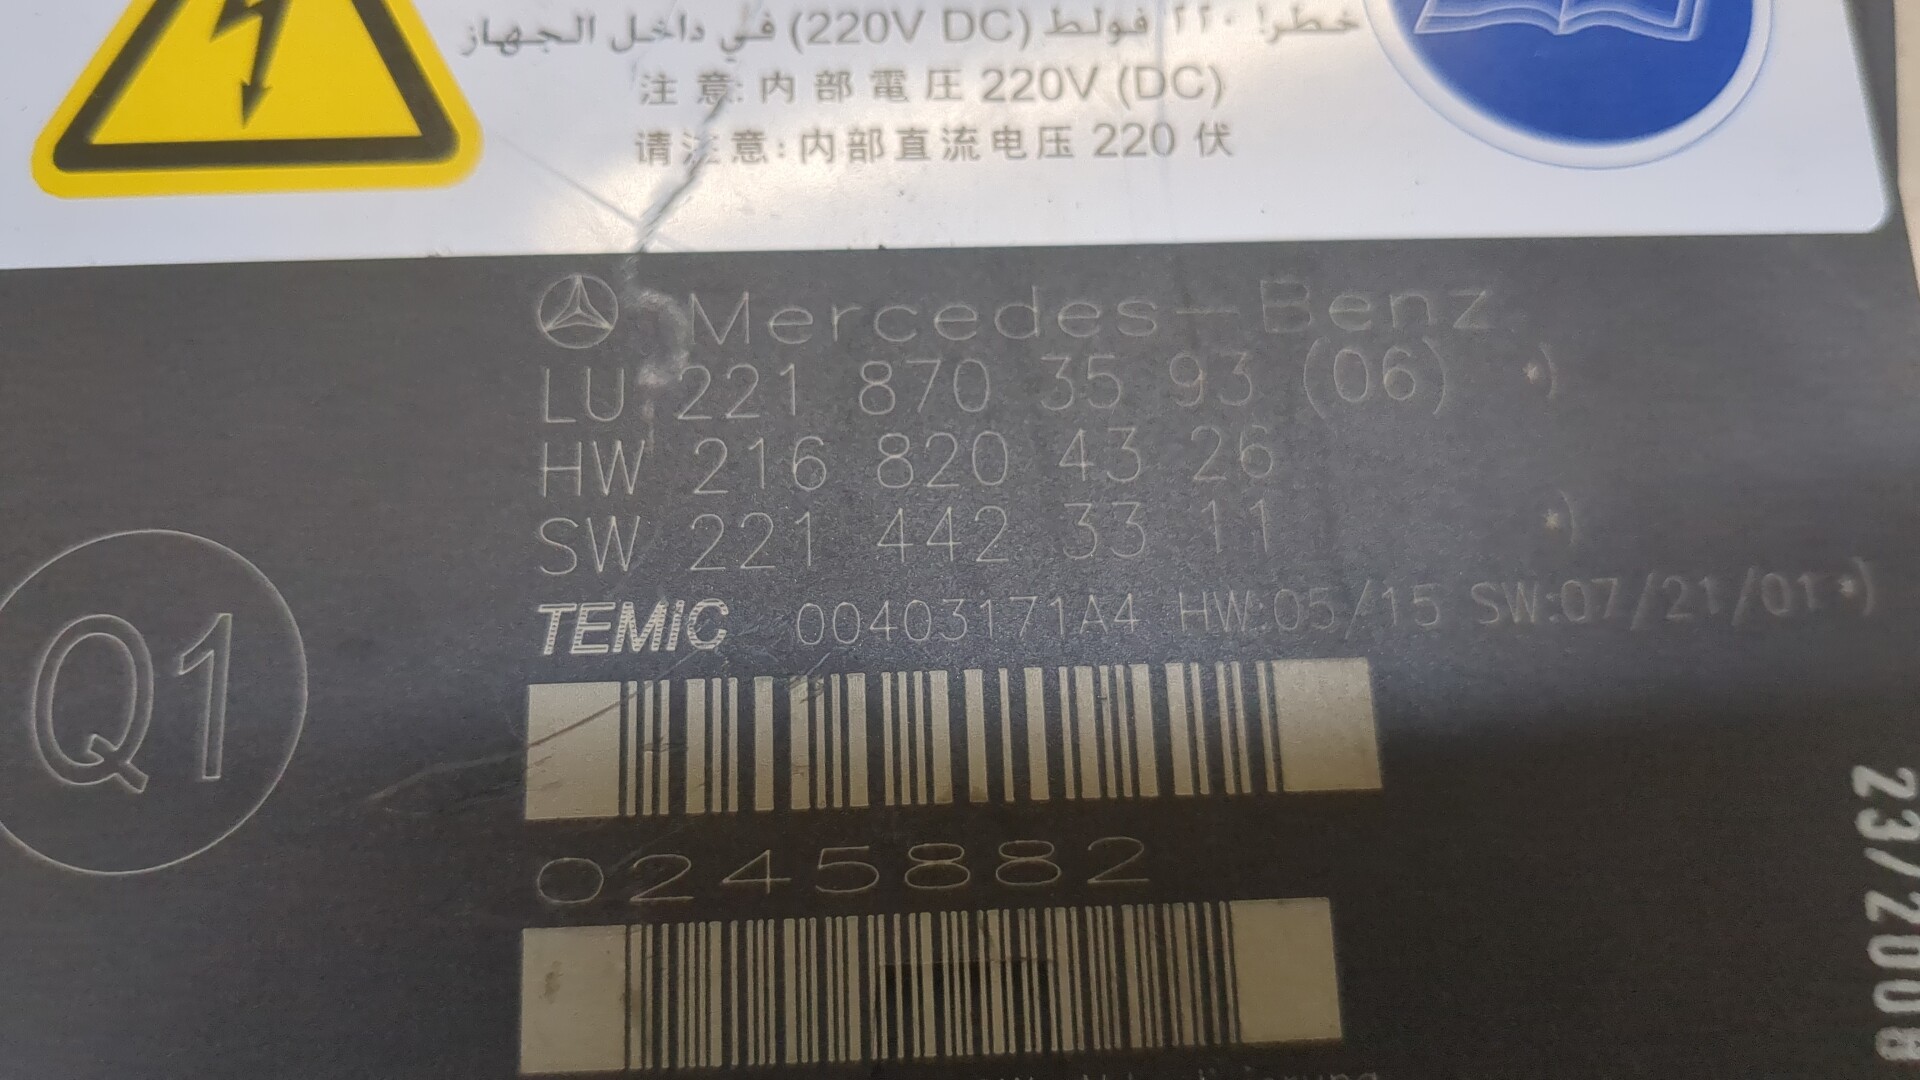 خطر! ٢٢٠ فولط (220V DC) في داخل الجهاز
注意: 内部電圧 220V (DC)
请注意: 内部直流电压 220 伏
Mercedes-Benz
LU 221 870 35 93 (06) *)
HW 216 820 43 26
SW 221 442 33 11 *)
TEMIC 00403171A4 HW:05/15 SW:07/21/01 *)
Q1
0245882
23/2008